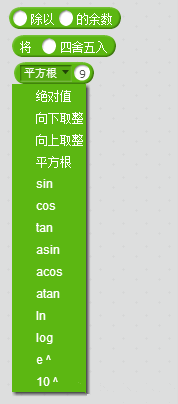 除以 的余数
将 四舍五入
平方根 9
绝对值
向下取整
向上取整
平方根
sin
cos
tan
asin
acos
atan
ln
log
e ^
10 ^